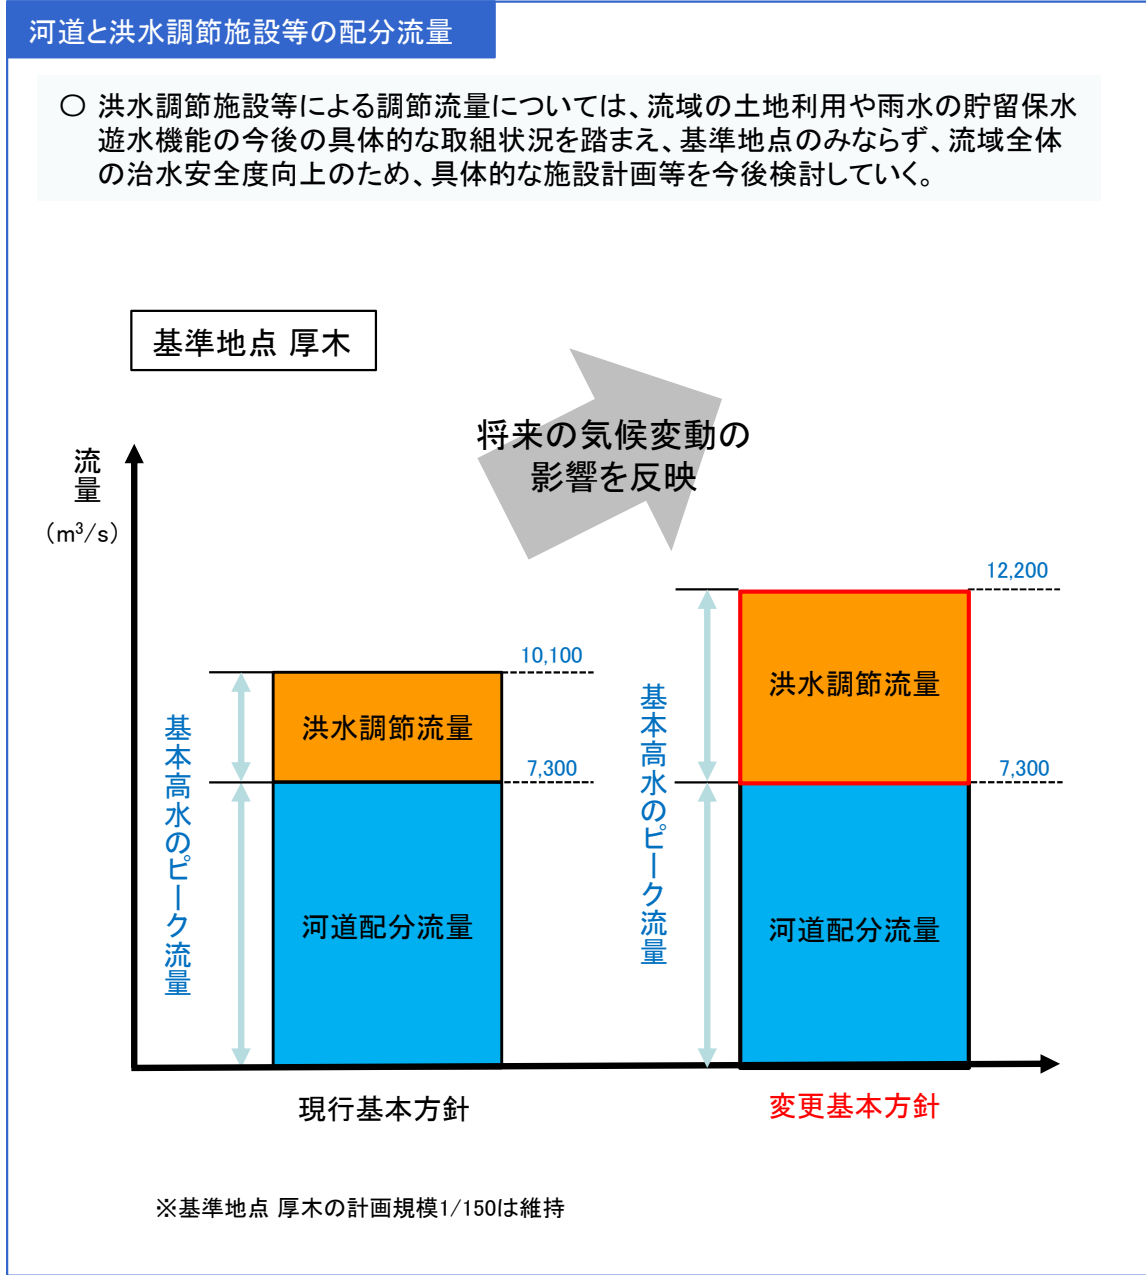 河道と洪水調節施設等の配分流量
○ 洪水調節施設等による調節流量については、流域の土地利用や雨水の貯留保水
遊水機能の今後の具体的な取組状況を踏まえ、基準地点のみならず、流域全体
の治水安全度向上のため、具体的な施設計画等を今後検討していく。
基準地点 厚木
将来の気候変動の
影響を反映
流量
(m³/s)
12,200
10,100
洪水調節流量
基本高水のピーク流量
洪水調節流量
基本高水のピーク流量
7,300
7,300
河道配分流量
河道配分流量
現行基本方針
変更基本方針
※基準地点 厚木の計画規模1/150は維持